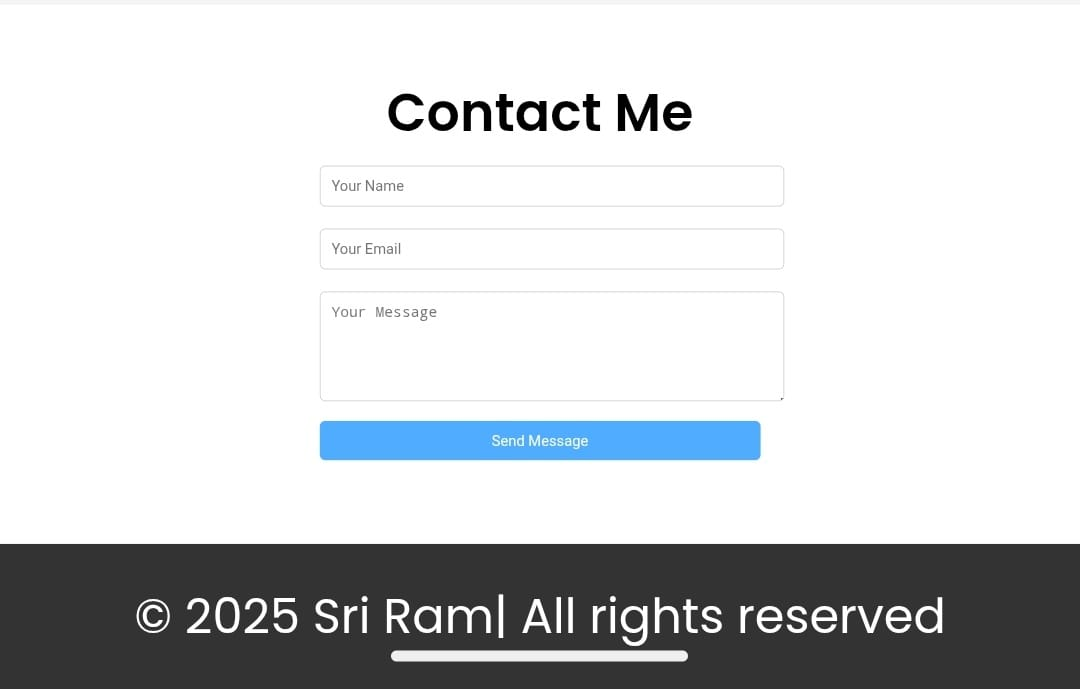 Contact Me
Your Name
Your Email
Your Message
Send Message
© 2025 Sri Ram| All rights reserved